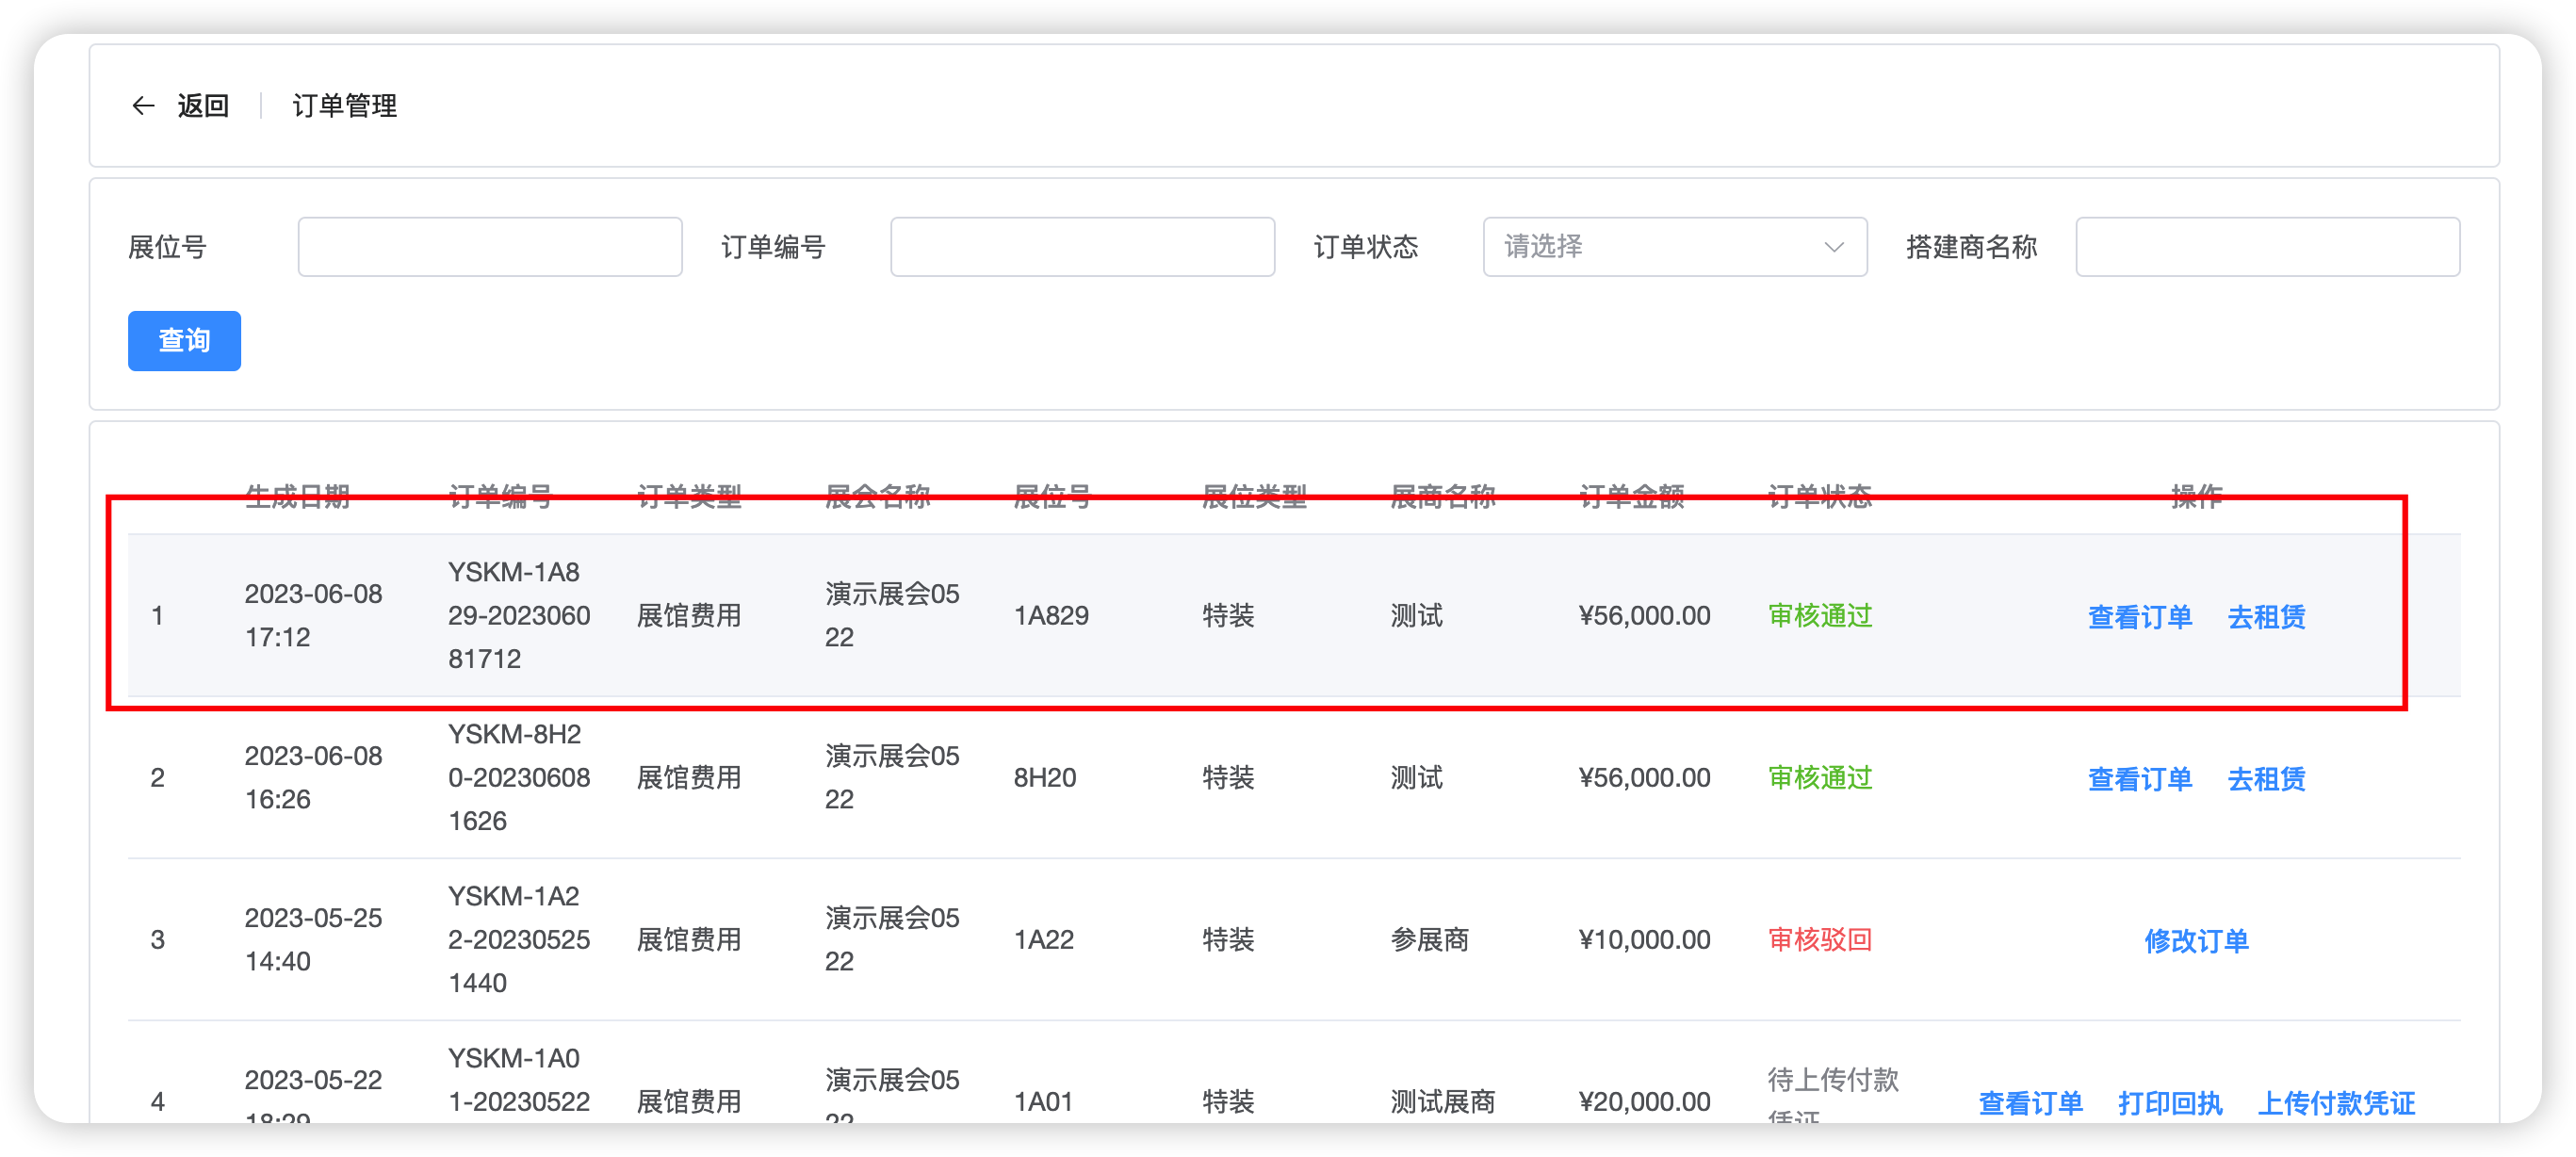 ← 返回 | 订单管理
展位号 订单编号 订单状态 请选择 搭建商名称
查询
生成日期 订单编号 订单类型 展会名称 展位号 展位类型 展商名称 订单金额 订单状态 操作
1 2023-06-08 17:12 YSKM-1A829-202306081712 展馆费用 演示展会0522 1A829 特装 测试 ¥56,000.00 审核通过 查看订单 去租赁
2 2023-06-08 16:26 YSKM-8H20-202306081626 展馆费用 演示展会0522 8H20 特装 测试 ¥56,000.00 审核通过 查看订单 去租赁
3 2023-05-25 14:40 YSKM-1A22-202305251440 展馆费用 演示展会0522 1A22 特装 参展商 ¥10,000.00 审核驳回 修改订单
4 2023-05-22 18:29 YSKM-1A01-20230522 展馆费用 演示展会0522 1A01 特装 测试展商 ¥20,000.00 待上传付款凭证 查看订单 打印回执 上传付款凭证